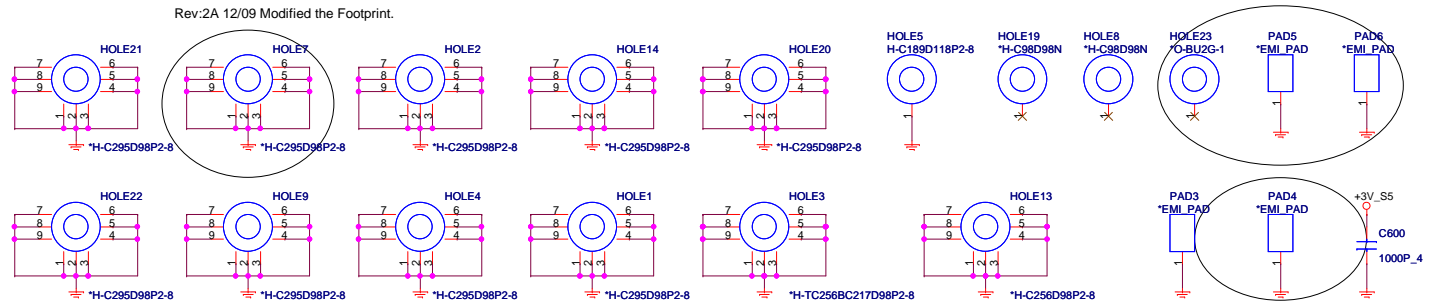 Rev:2A 12/09 Modified the Footprint.
HOLE21
7 6
8 5
9 4
1 2 3
*H-C295D98P2-8
HOLE7
7 6
8 5
9 4
1 2 3
*H-C295D98P2-8
HOLE2
7 6
8 5
9 4
1 2 3
*H-C295D98P2-8
HOLE14
7 6
8 5
9 4
1 2 3
*H-C295D98P2-8
HOLE20
7 6
8 5
9 4
1 2 3
*H-C295D98P2-8
HOLE5
H-C189D118P2-8
1
HOLE19
*H-C98D98N
1
HOLE8
*H-C98D98N
1
HOLE23
*O-BU2G-1
1
PAD5
*EMI_PAD
1
PAD6
*EMI_PAD
1
HOLE22
7 6
8 5
9 4
1 2 3
*H-C295D98P2-8
HOLE9
7 6
8 5
9 4
1 2 3
*H-C295D98P2-8
HOLE4
7 6
8 5
9 4
1 2 3
*H-C295D98P2-8
HOLE1
7 6
8 5
9 4
1 2 3
*H-C295D98P2-8
HOLE3
7 6
8 5
9 4
1 2 3
*H-TC256BC217D98P2-8
HOLE13
7 6
8 5
9 4
1 2 3
*H-C256D98P2-8
PAD3
*EMI_PAD
1
PAD4
*EMI_PAD
1
+3V_S5
C600
1000P_4